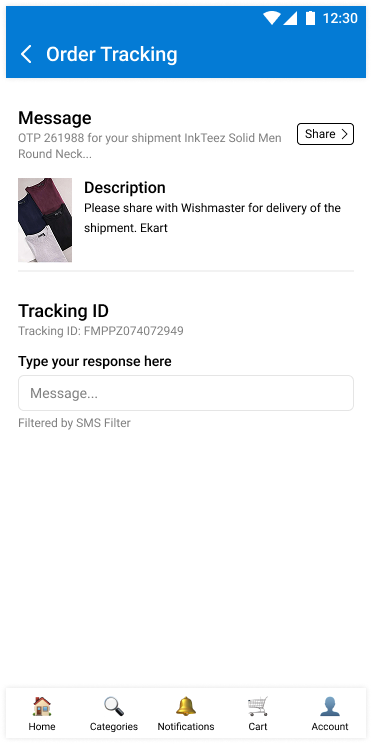 12:30
Order Tracking
Message
OTP 261988 for your shipment InkTeez Solid Men
Round Neck...
Share
Description
Please share with Wishmaster for delivery of the
shipment. Ekart
Tracking ID
Tracking ID: FMPPZ074072949
Type your response here
Message...
Filtered by SMS Filter
Home
Categories
Notifications
Cart
Account